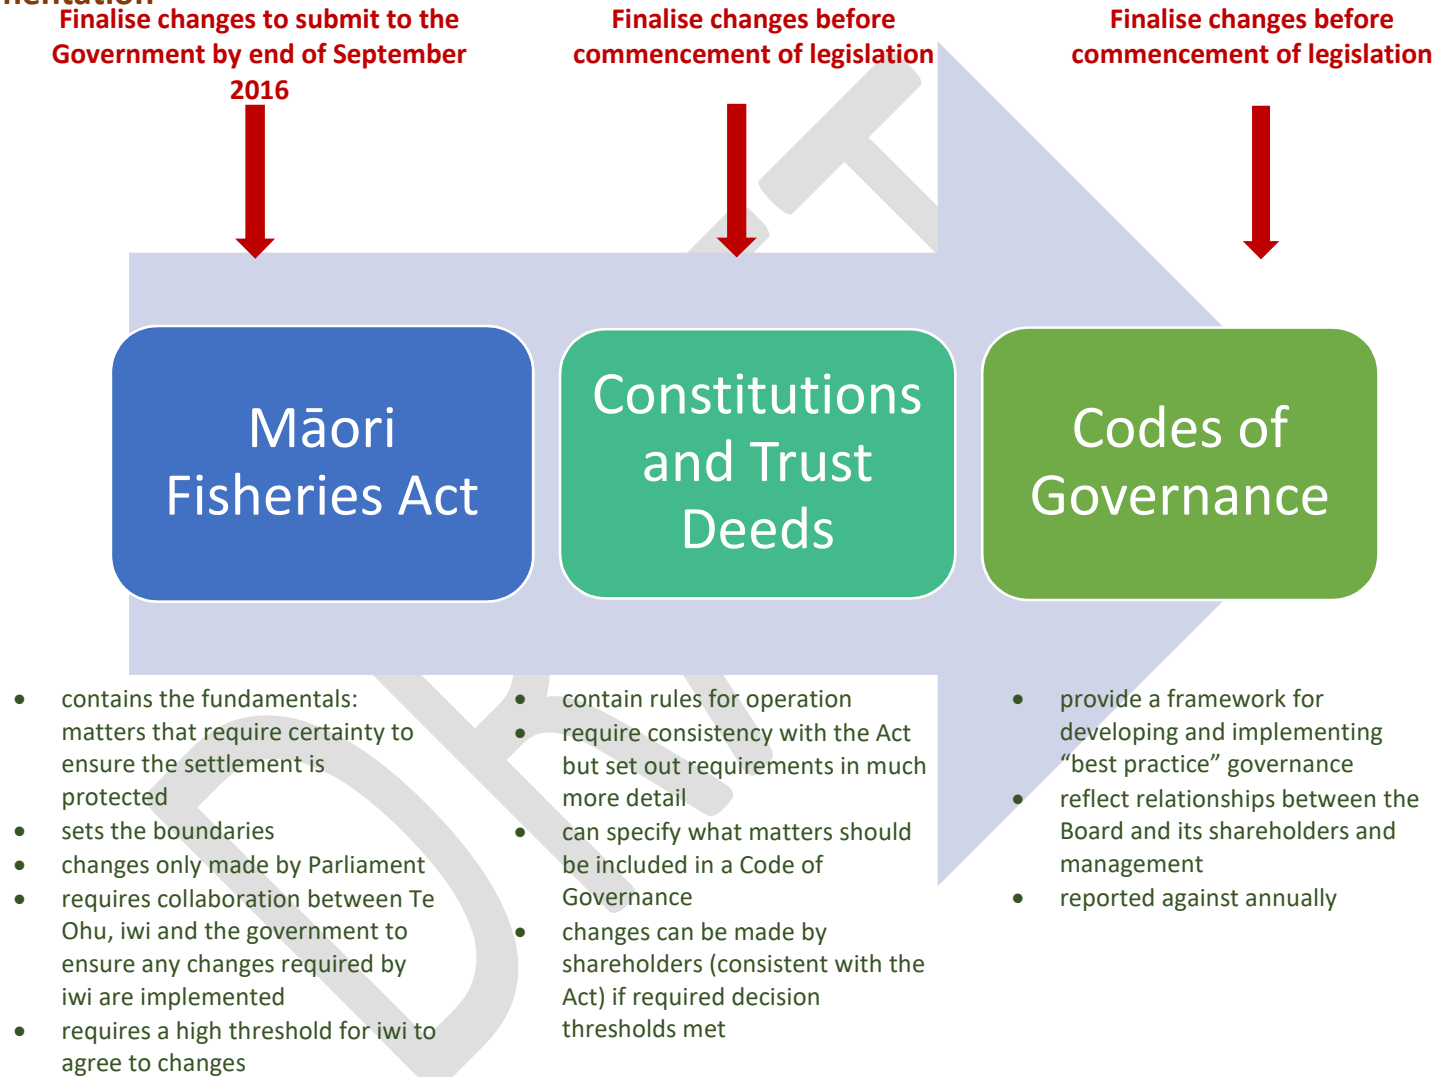 mentation
Finalise changes to submit to the
Government by end of September
2016
Finalise changes before
commencement of legislation
Finalise changes before
commencement of legislation
Māori
Fisheries Act
Constitutions
and Trust
Deeds
Codes of
Governance
• contains the fundamentals:
matters that require certainty to
ensure the settlement is
protected
• sets the boundaries
• changes only made by Parliament
• requires collaboration between Te
Ohu, iwi and the government to
ensure any changes required by
iwi are implemented
• requires a high threshold for iwi to
agree to changes
• contain rules for operation
• require consistency with the Act
but set out requirements in much
more detail
• can specify what matters should
be included in a Code of
Governance
• changes can be made by
shareholders (consistent with the
Act) if required decision
thresholds met
• provide a framework for
developing and implementing
“best practice” governance
• reflect relationships between the
Board and its shareholders and
management
• reported against annually
DRAFT